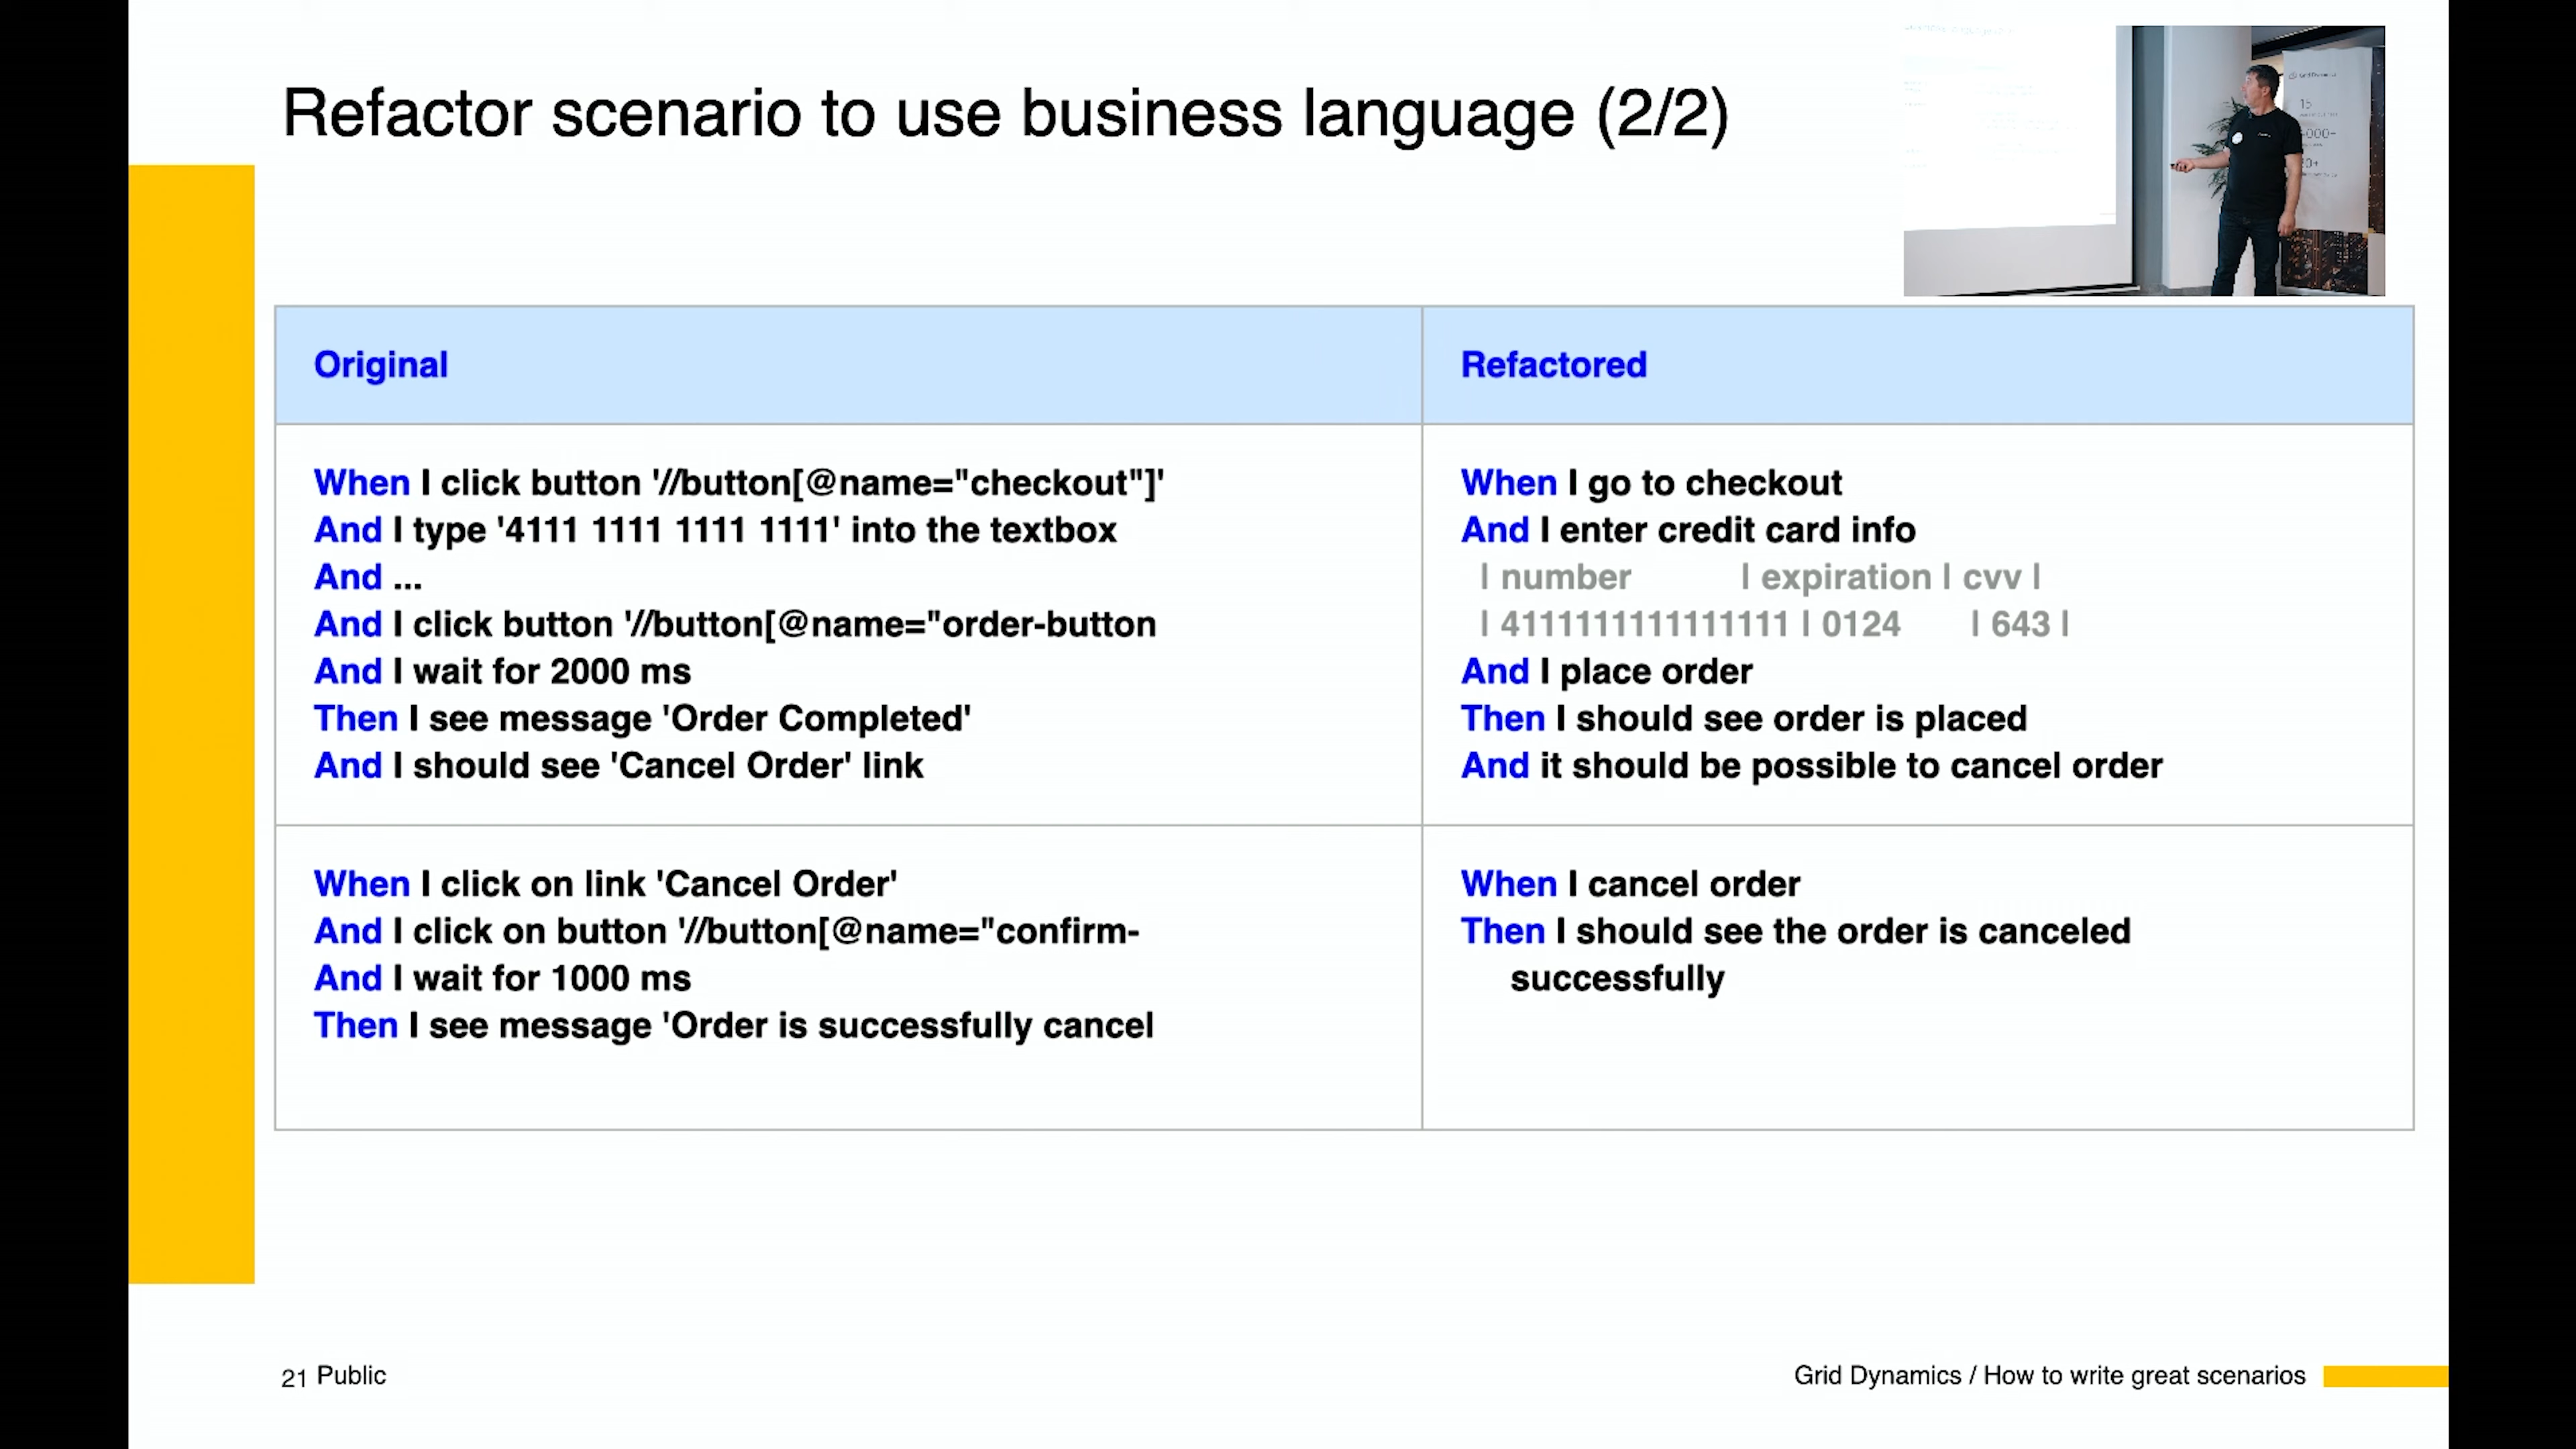 Refactor scenario to use business language (2/2)
Original
Refactored
When I click button '//button[@name="checkout"]'
And I type '4111 1111 1111 1111' into the textbox
And ...
And I click button '//button[@name="order-button
And I wait for 2000 ms
Then I see message 'Order Completed'
And I should see 'Cancel Order' link
When I go to checkout
And I enter credit card info
| number | expiration | cvv |
| 4111111111111111 | 0124 | 643 |
And I place order
Then I should see order is placed
And it should be possible to cancel order
When I click on link 'Cancel Order'
And I click on button '//button[@name="confirm-
And I wait for 1000 ms
Then I see message 'Order is successfully cancel
When I cancel order
Then I should see the order is canceled
successfully
21 Public
Grid Dynamics / How to write great scenarios